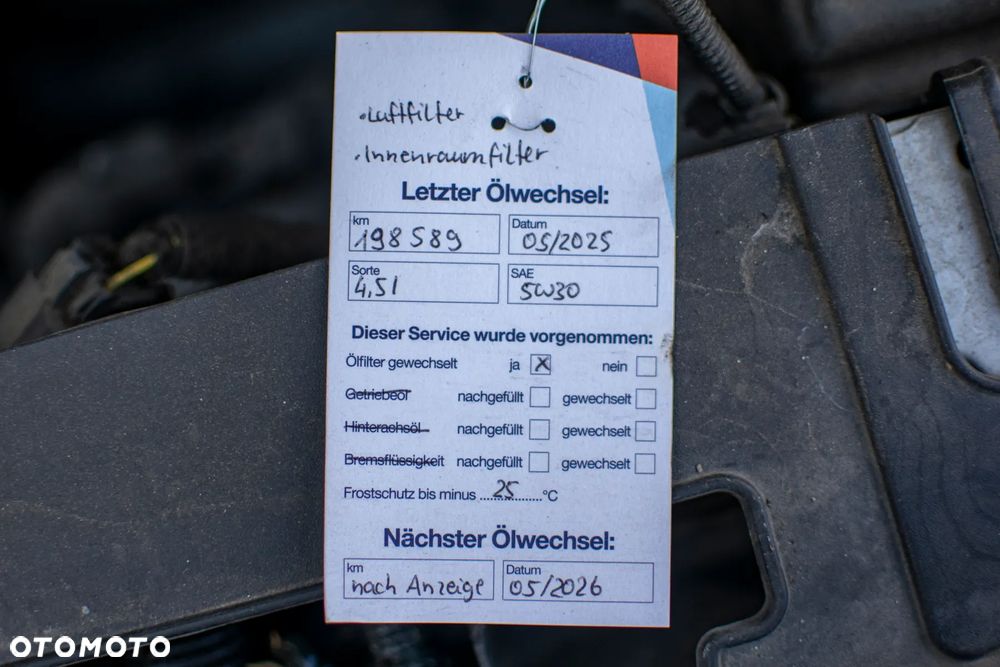 • Luftfilter
• Innenraumfilter
Letzter Ölwechsel:
km Datum
198589 05/2025
Sorte SAE
4,5l 5W30
Dieser Service wurde vorgenommen:
Ölfilter gewechselt ja X nein
Getriebeöl nachgefüllt gewechselt
Hinterachsöl nachgefüllt gewechselt
Bremsflüssigkeit nachgefüllt gewechselt
Frostschutz bis minus ...25...... °C
Nächster Ölwechsel:
km Datum
nach Anzeige 05/2026
OTOMOTO